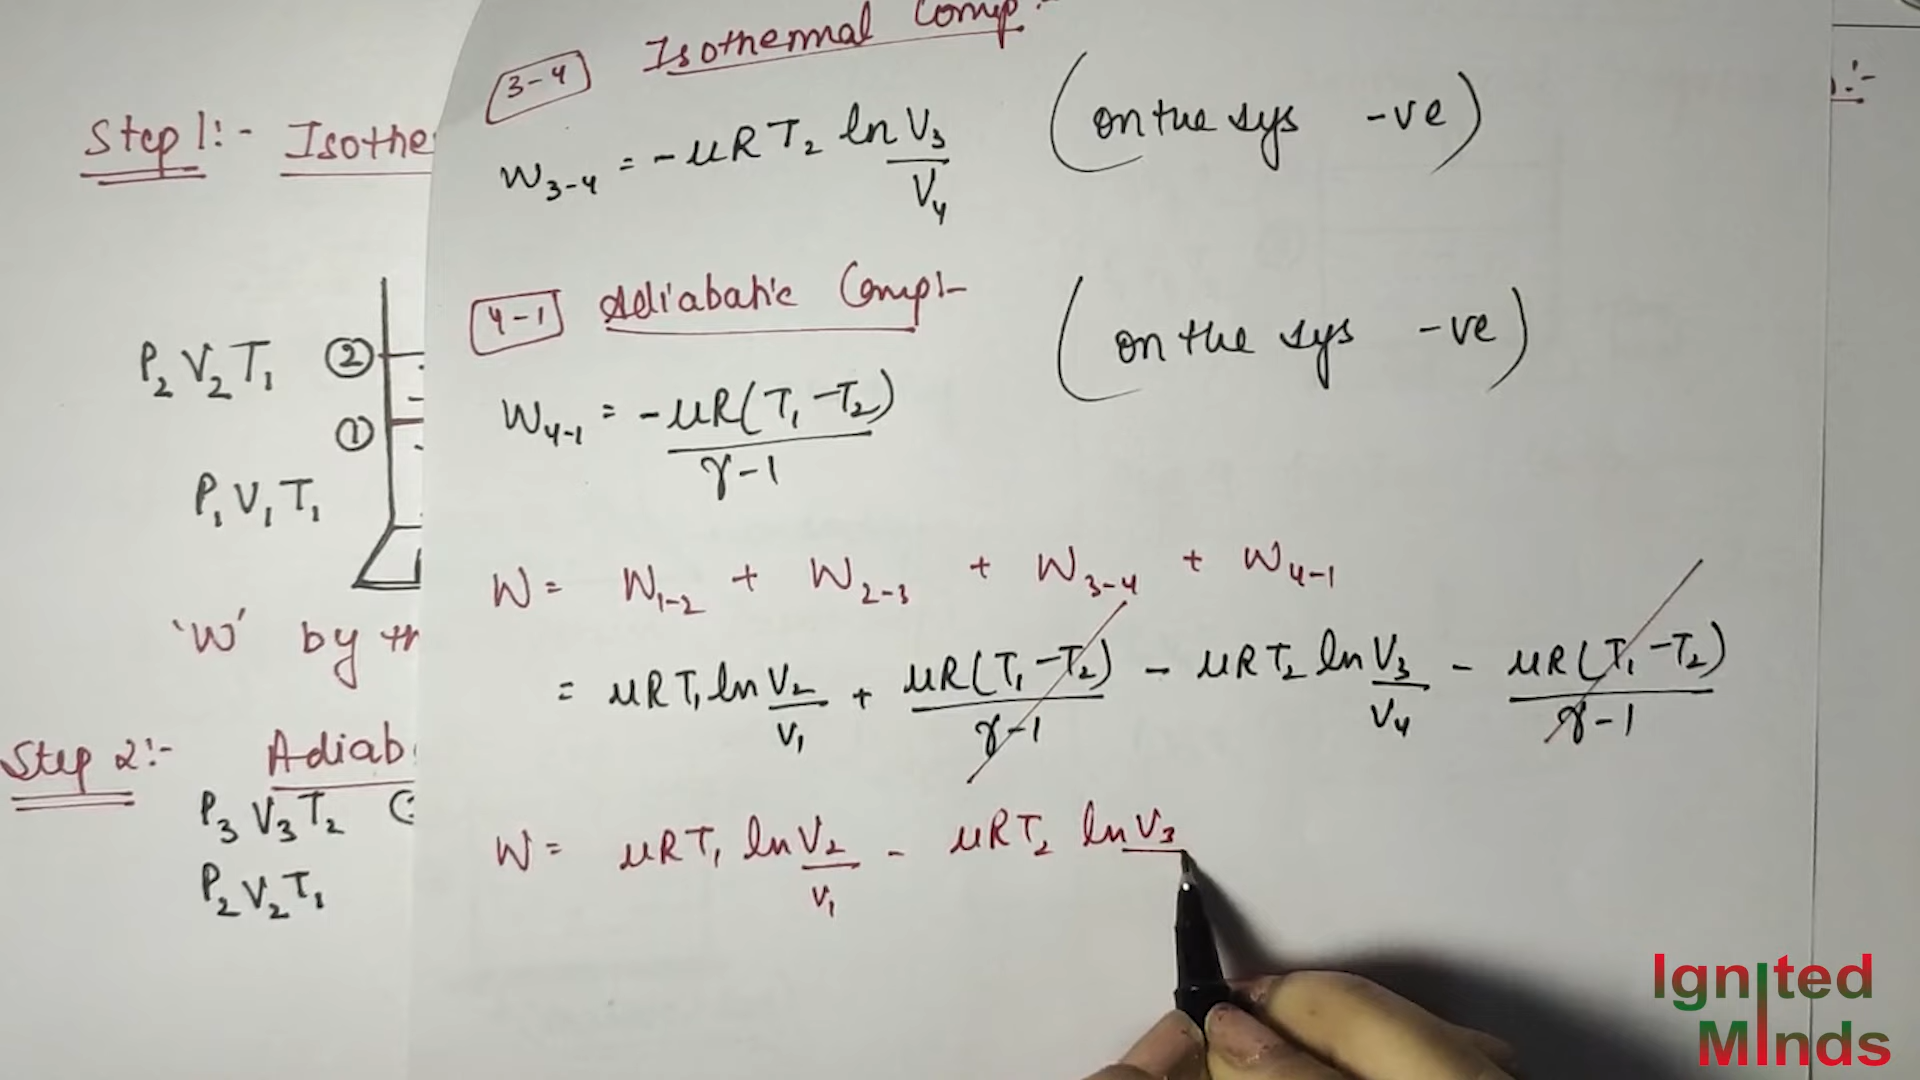 Step 1:- Isothe
P₂ V₂ T₁ ②
①
P₁ V₁ T₁
'W' by th
Step 2:- Adiab
P₃ V₃ T₂
P₂ V₂ T₁
3-4 Isothermal Comp:-
W₃₋₄ = -μRT₂ ln V₃/V₄ (on the sys -ve)
4-1 Adiabatic Comp:-
(on the sys -ve)
W₄₋₁ = -μR(T₁-T₂)/γ-1
W = W₁₋₂ + W₂₋₃ + W₃₋₄ + W₄₋₁
= μRT₁ ln V₂/V₁ + μR(T₁-T₂)/γ-1 - μRT₂ ln V₃/V₄ - μR(T₁-T₂)/γ-1
W = μRT₁ ln V₂/V₁ - μRT₂ ln V₃
Ignited
Minds